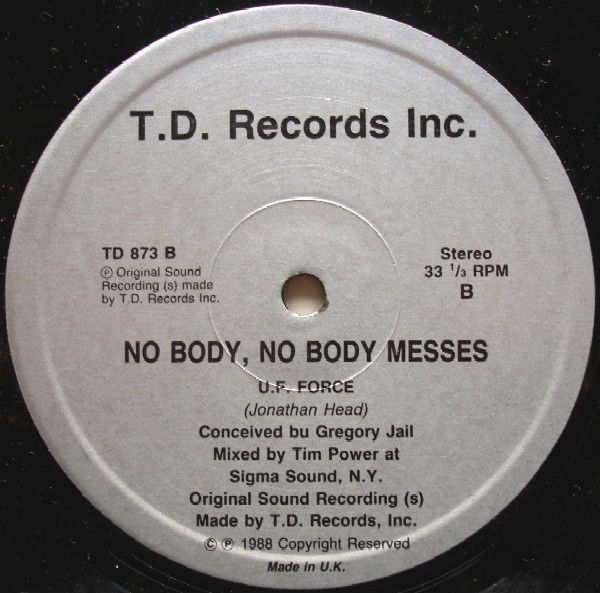 T.D. Records Inc.
TD 873 B
Ⓟ Original Sound
Recording (s) made
by T.D. Records Inc.
Stereo
33 1/3 RPM
B
NO BODY, NO BODY MESSES
U.F. FORCE
(Jonathan Head)
Conceived bu Gregory Jail
Mixed by Tim Power at
Sigma Sound, N.Y.
Original Sound Recording (s)
Made by T.D. Records, Inc.
© Ⓟ 1988 Copyright Reserved
Made in U.K.